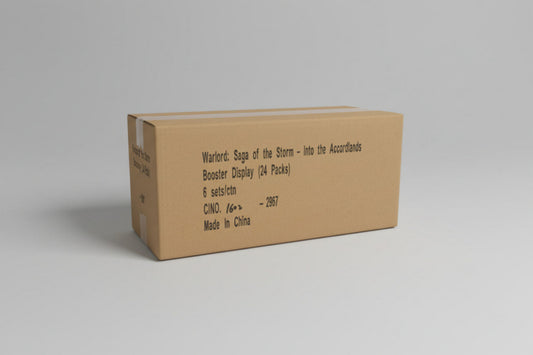 Warlord: Saga of the Storm - Into the Accordlands
Booster Display (24 Packs)
6 sets/ctn
C/NO. 1602 - 2967
Made In China